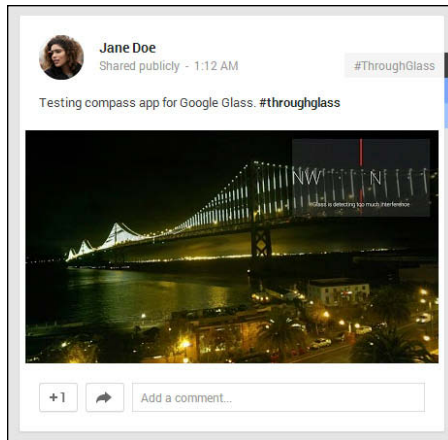 Jane Doe
Shared publicly - 1:12 AM
#ThroughGlass
Testing compass app for Google Glass. #throughglass
NW N
Glass is detecting too much interference
+1
Add a comment...